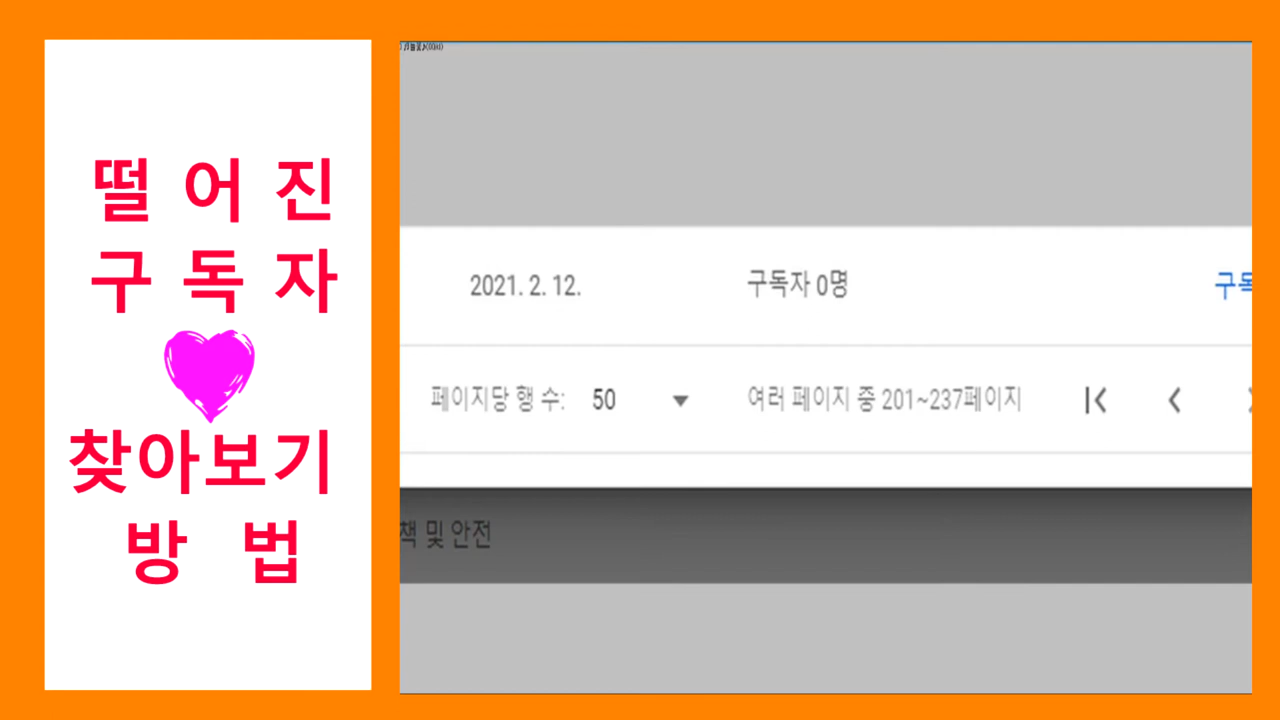 떨어진
구독자
찾아보기
방 법
2021. 2. 12.
구독자 0명
구독
페이지당 행 수: 50
여러 페이지 중 201~237페이지
책 및 안전